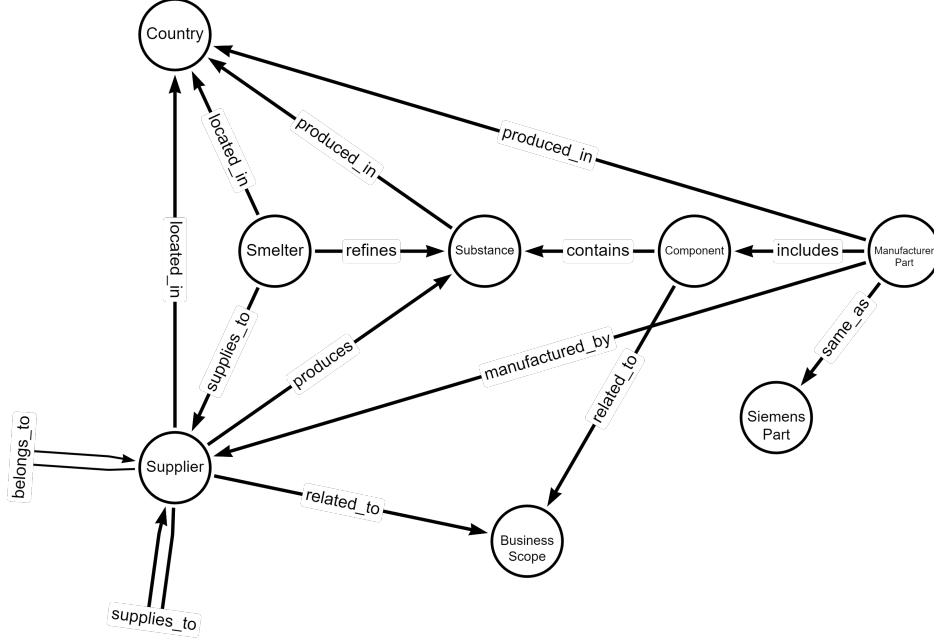 Country
produced_in
produced_in
located_in
located_in
Smelter
refines
Substance
contains
Component
includes
Manufacturer
Part
supplies_to
produces
manufactured_by
related_to
same_as
Siemens
Part
belongs_to
Supplier
related_to
Business
Scope
supplies_to